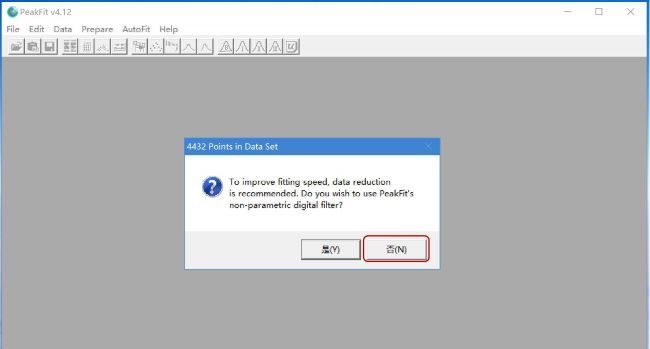 PeakFit v4.12
File Edit Data Prepare AutoFit Help
4432 Points in Data Set
To improve fitting speed, data reduction
is recommended. Do you wish to use PeakFit's
non-parametric digital filter?
是(Y) 否(N)